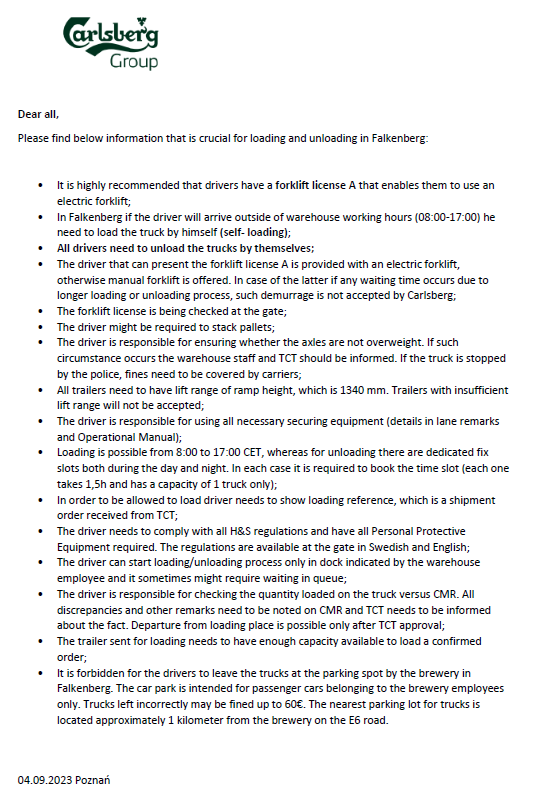 Carlsberg
Group
Dear all,
Please find below information that is crucial for loading and unloading in Falkenberg:
• It is highly recommended that drivers have a forklift license A that enables them to use an
electric forklift;
• In Falkenberg if the driver will arrive outside of warehouse working hours (08:00-17:00) he
need to load the truck by himself (self- loading);
• All drivers need to unload the trucks by themselves;
• The driver that can present the forklift license A is provided with an electric forklift,
otherwise manual forklift is offered. In case of the latter if any waiting time occurs due to
longer loading or unloading process, such demurrage is not accepted by Carlsberg;
• The forklift license is being checked at the gate;
• The driver might be required to stack pallets;
• The driver is responsible for ensuring whether the axles are not overweight. If such
circumstance occurs the warehouse staff and TCT should be informed. If the truck is stopped
by the police, fines need to be covered by carriers;
• All trailers need to have lift range of ramp height, which is 1340 mm. Trailers with insufficient
lift range will not be accepted;
• The driver is responsible for using all necessary securing equipment (details in lane remarks
and Operational Manual);
• Loading is possible from 8:00 to 17:00 CET, whereas for unloading there are dedicated fix
slots both during the day and night. In each case it is required to book the time slot (each one
takes 1,5h and has a capacity of 1 truck only);
• In order to be allowed to load driver needs to show loading reference, which is a shipment
order received from TCT;
• The driver needs to comply with all H&S regulations and have all Personal Protective
Equipment required. The regulations are available at the gate in Swedish and English;
• The driver can start loading/unloading process only in dock indicated by the warehouse
employee and it sometimes might require waiting in queue;
• The driver is responsible for checking the quantity loaded on the truck versus CMR. All
discrepancies and other remarks need to be noted on CMR and TCT needs to be informed
about the fact. Departure from loading place is possible only after TCT approval;
• The trailer sent for loading needs to have enough capacity available to load a confirmed
order;
• It is forbidden for the drivers to leave the trucks at the parking spot by the brewery in
Falkenberg. The car park is intended for passenger cars belonging to the brewery employees
only. Trucks left incorrectly may be fined up to 60€. The nearest parking lot for trucks is
located approximately 1 kilometer from the brewery on the E6 road.
04.09.2023 Poznań